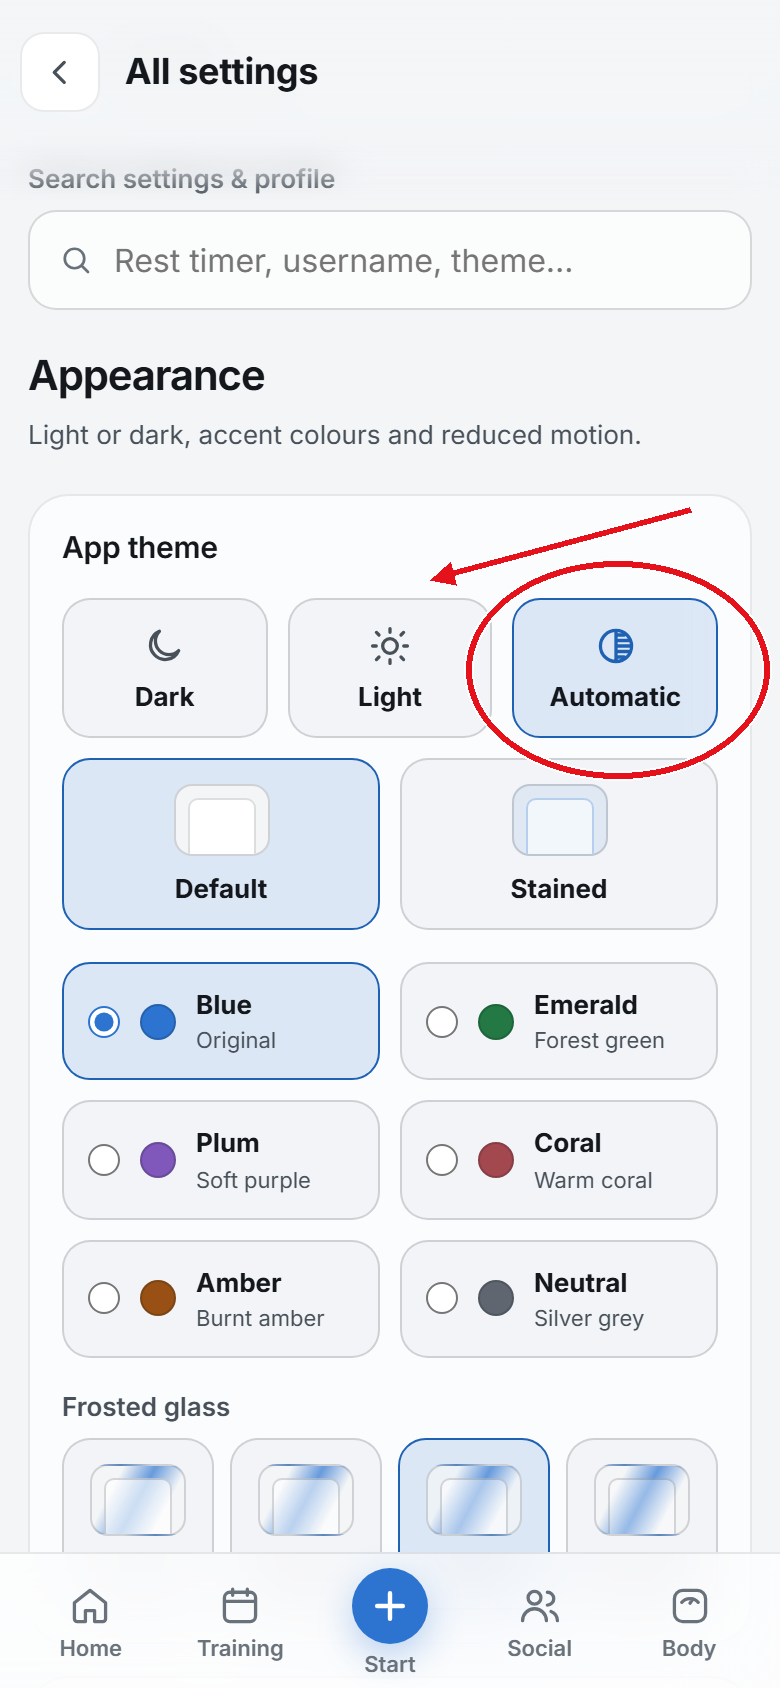 All settings
Search settings & profile
Rest timer, username, theme...
Appearance
Light or dark, accent colours and reduced motion.
App theme
Dark
Light
Automatic
Default
Stained
Blue
Original
Emerald
Forest green
Plum
Soft purple
Coral
Warm coral
Amber
Burnt amber
Neutral
Silver grey
Frosted glass
Home
Training
Start
Social
Body